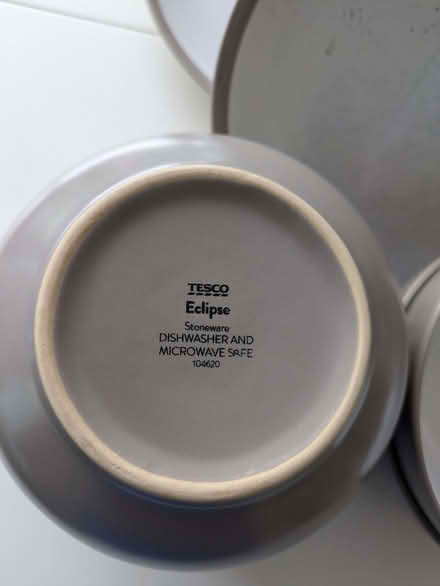 TESCO
Eclipse
Stoneware
DISHWASHER AND
MICROWAVE SAFE
104620